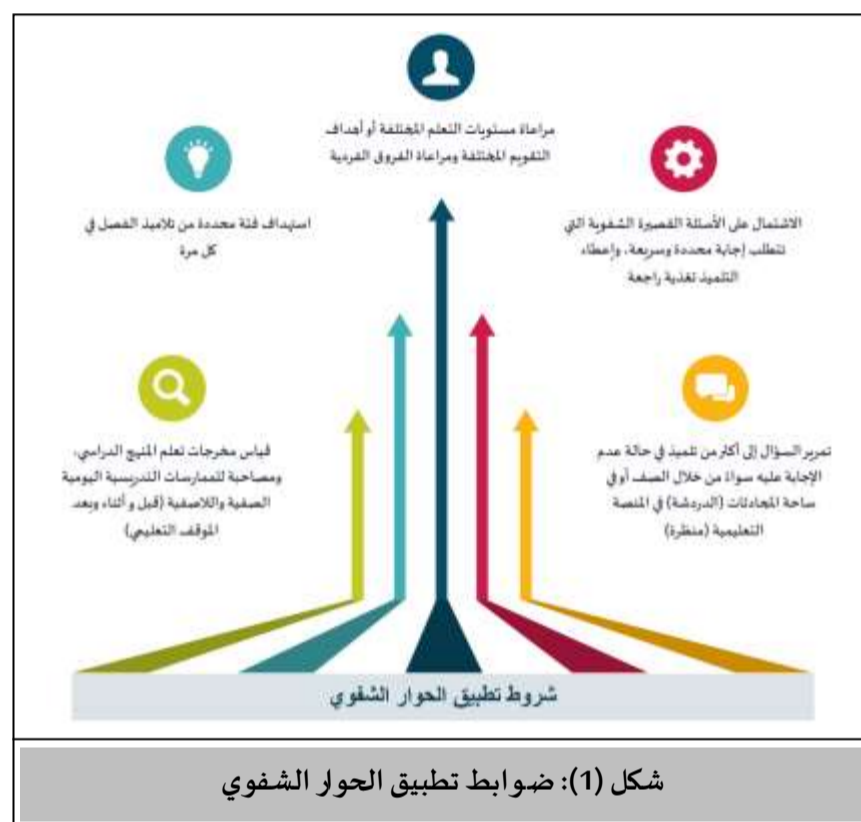 مراعاة مستويات التعلم المختلفة أو أهداف
التقويم المختلفة ومراعاة الفروق الفردية
الاشتمال على الأسئلة القصيرة الشفوية التي
تتطلب إجابة محددة وسريعة، وإعطاء
التلميذ تغذية راجعة
استهداف فئة محددة من تلاميذ الفصل في
كل مرة
تمرير السؤال إلى أكثر من تلميذ في حالة عدم
الإجابة عليه سواءً من خلال الصف أو في
ساحة المحادثات (الدردشة) في المنصة
التعليمية (منظرة)
قياس مخرجات تعلم المنهج الدراسي،
ومصاحبة للممارسات التدريسية اليومية
الصفية واللاصفية (قبل و أثناء وبعد
الموقف التعليمي)
شروط تطبيق الحوار الشفوي
شكل (1): ضوابط تطبيق الحوار الشفوي